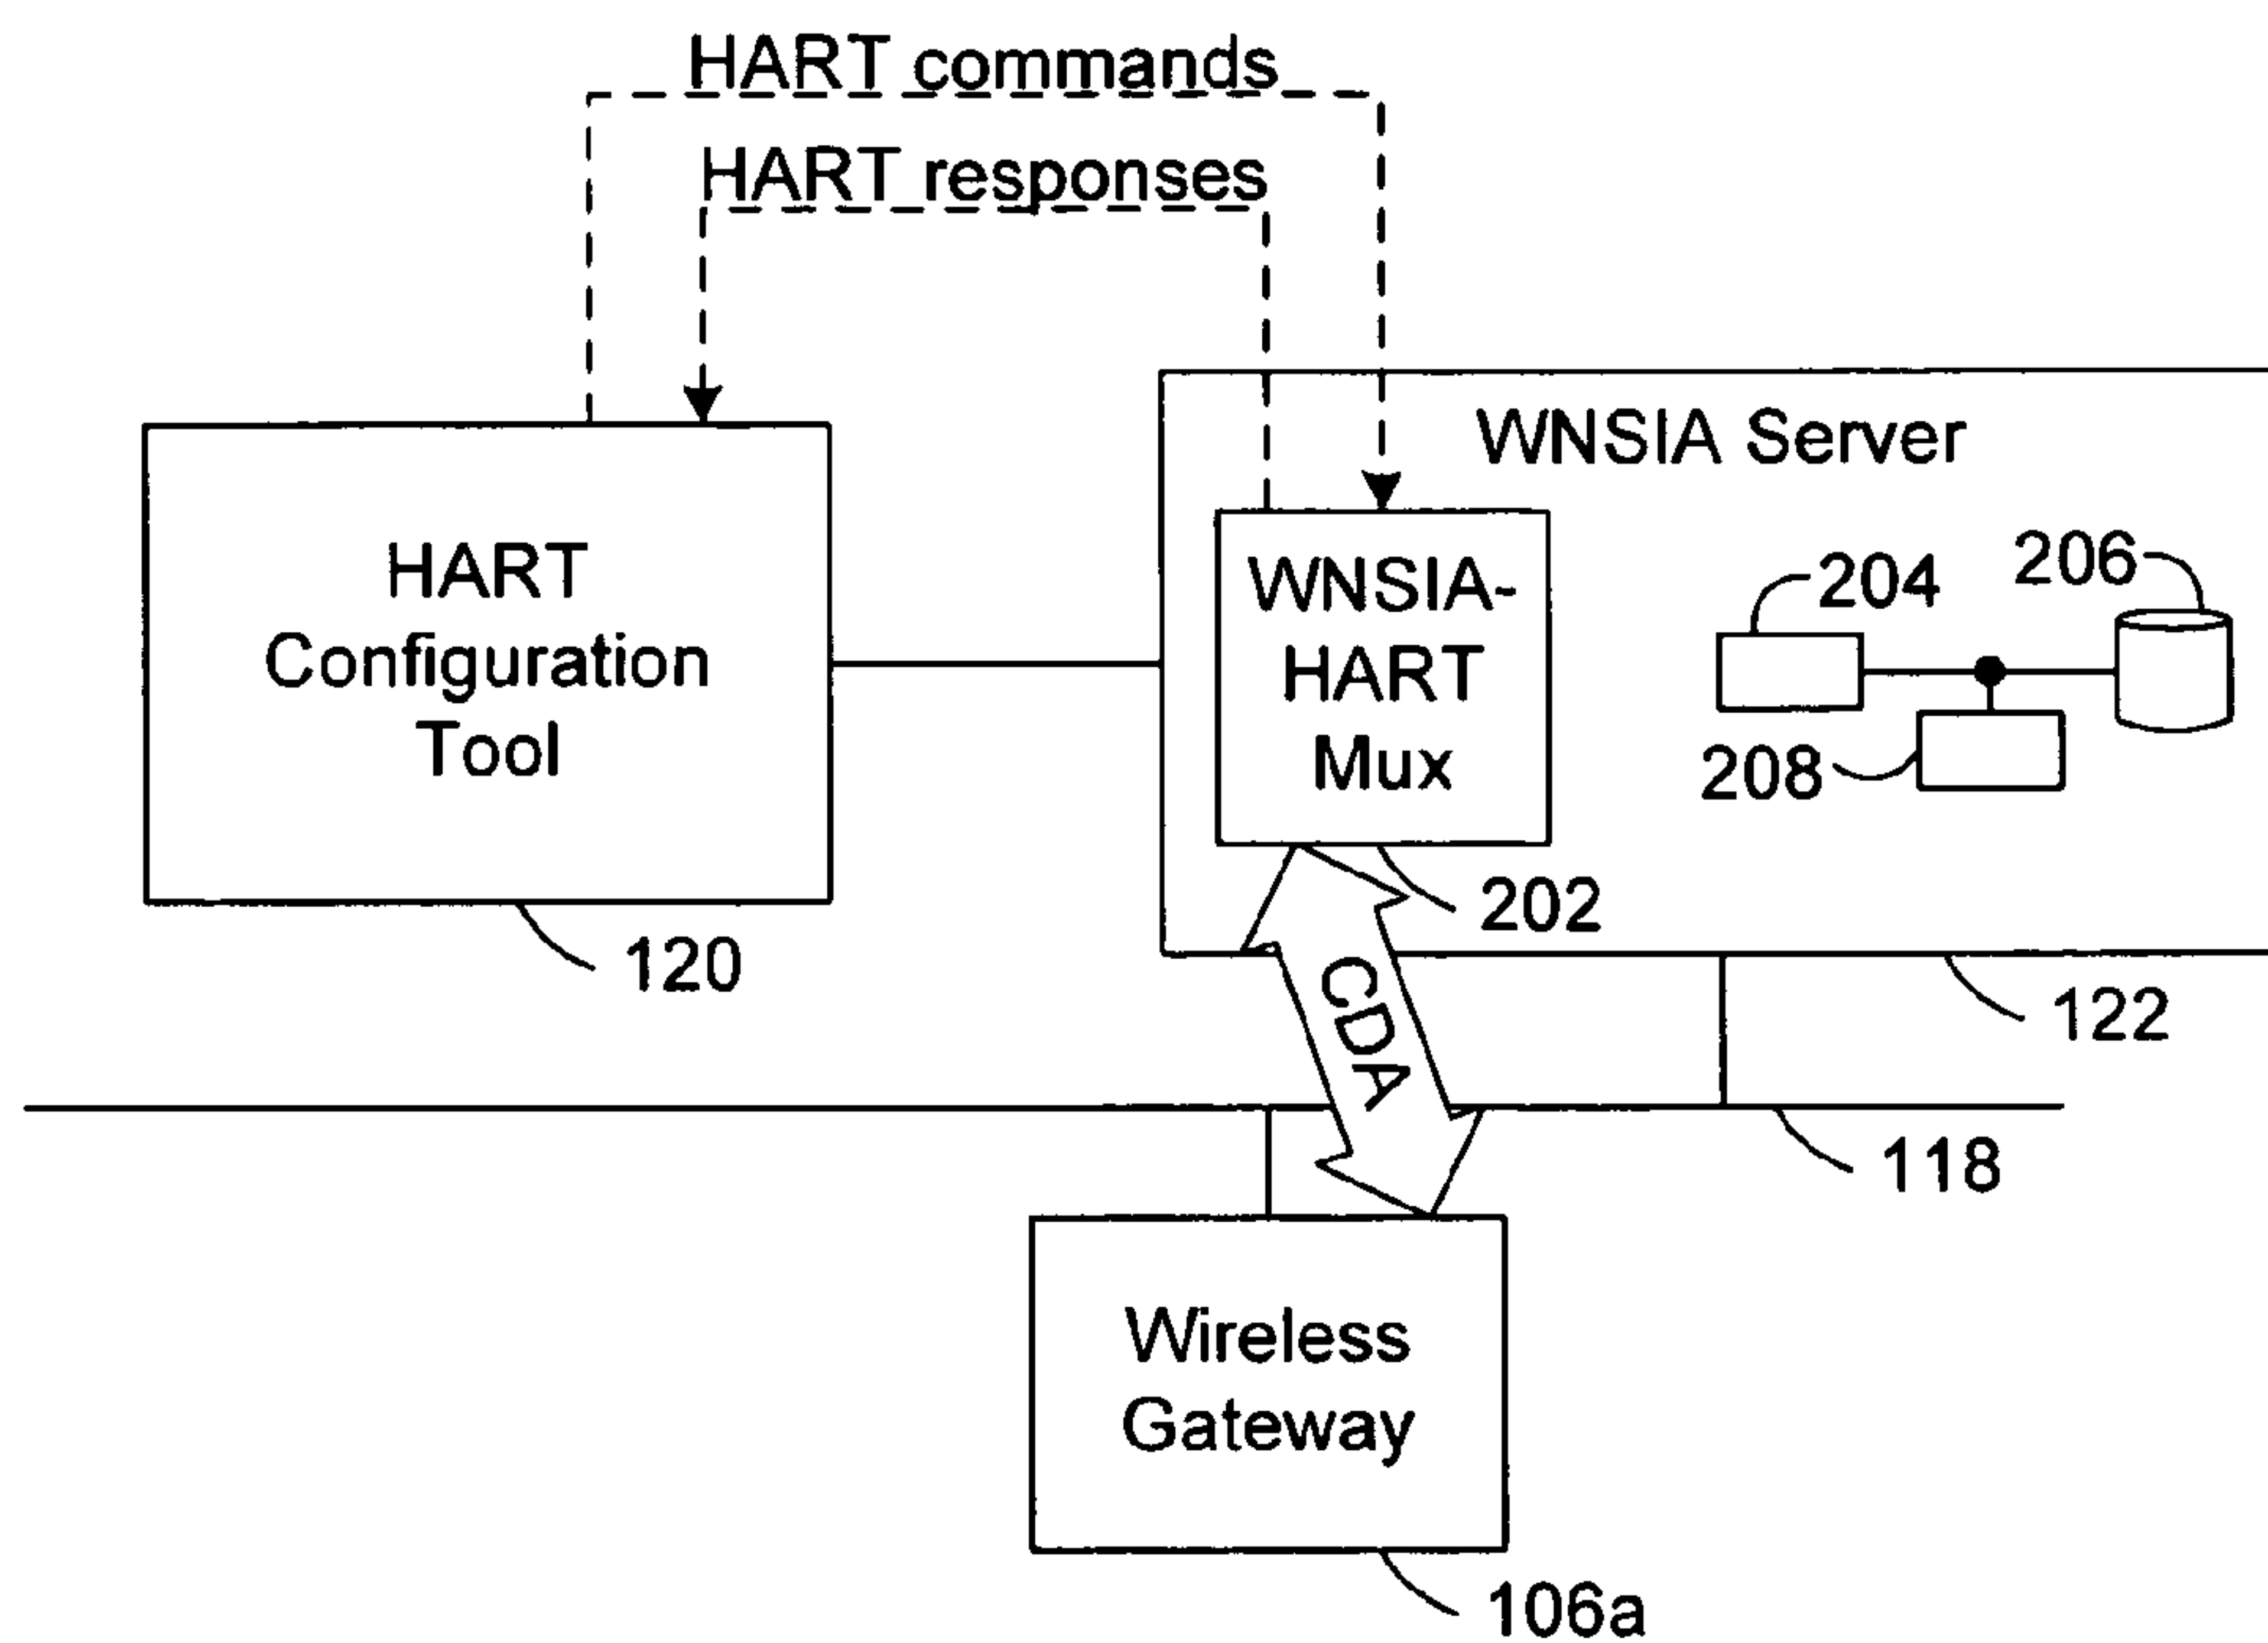 HART commands
HART responses
WNSIA Server
HART
Configuration
Tool
WNSIA-
HART
Mux
204
206
208
202
120
122
CDA
118
Wireless
Gateway
106a